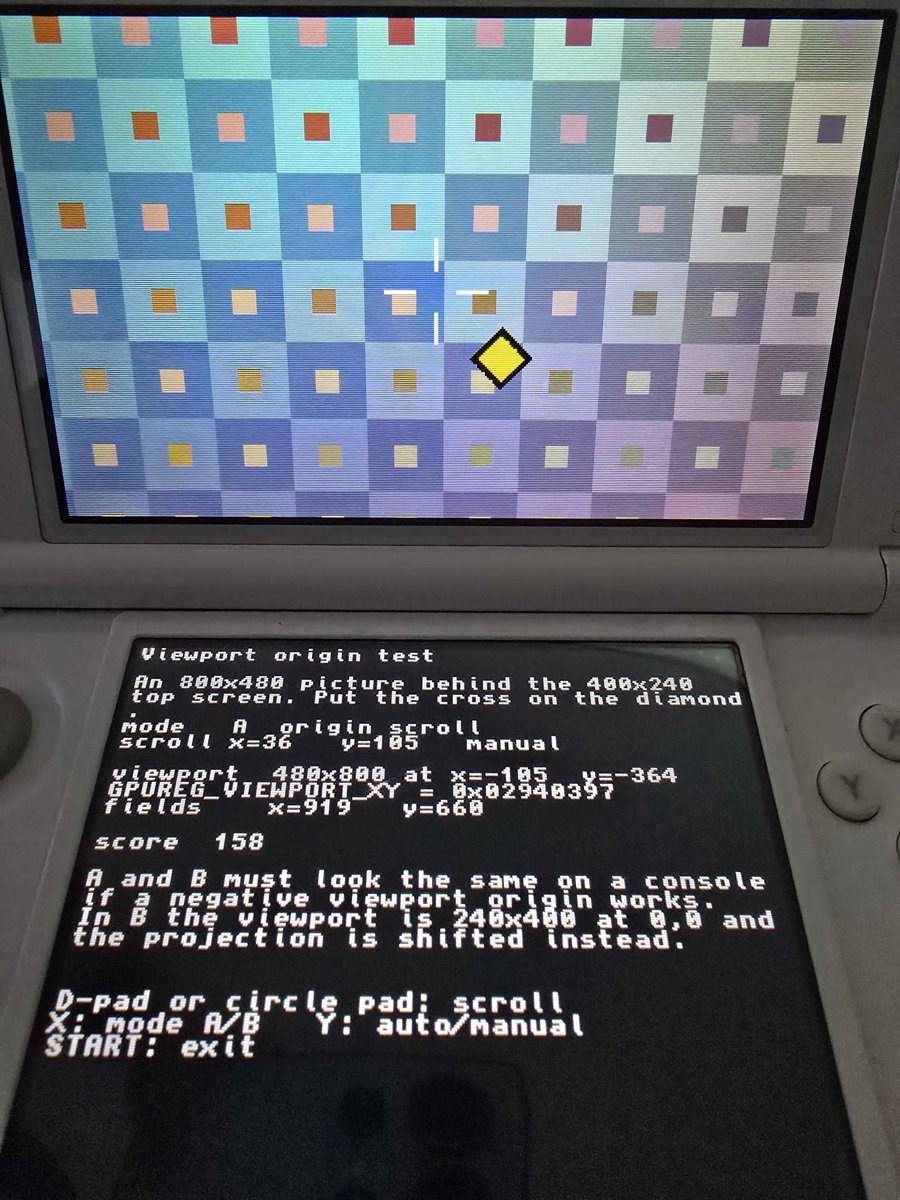 Viewport origin test
An 800x480 picture behind the 400x240
top screen. Put the cross on the diamond
.
mode   A  origin scroll
scroll x=36   y=105   manual
viewport  480x800 at x=-105  y=-364
GPUREG_VIEWPORT_XY = 0x02940397
fields     x=919    y=660
score  158
A and B must look the same on a console
if a negative viewport origin works.
In B the viewport is 240x400 at 0,0 and
the projection is shifted instead.
D-pad or circle pad: scroll
X: mode A/B   Y: auto/manual
START: exit
X
Y